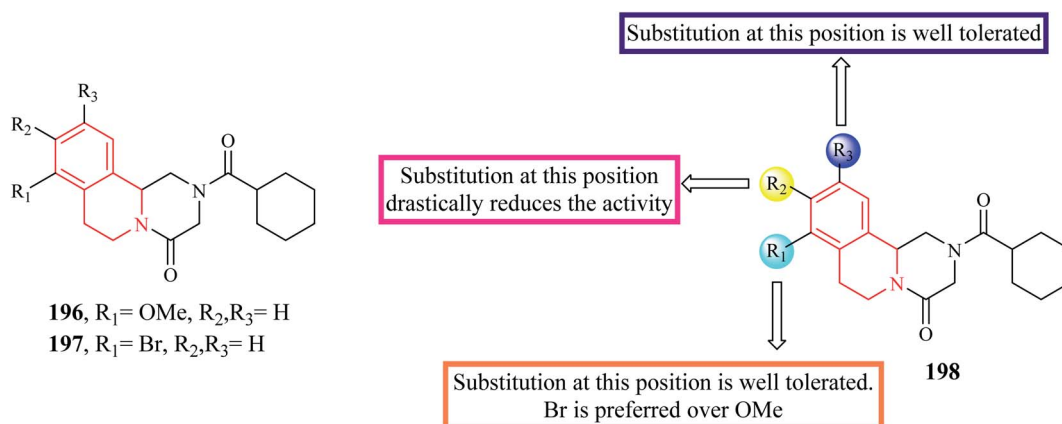 R3
R2
R1
O
N
N
O
196, R1= OMe, R2,R3= H
197, R1= Br, R2,R3= H
Substitution at this position is well tolerated
Substitution at this position
drastically reduces the activity
R3
R2
R1
O
N
N
O
198
Substitution at this position is well tolerated.
Br is preferred over OMe